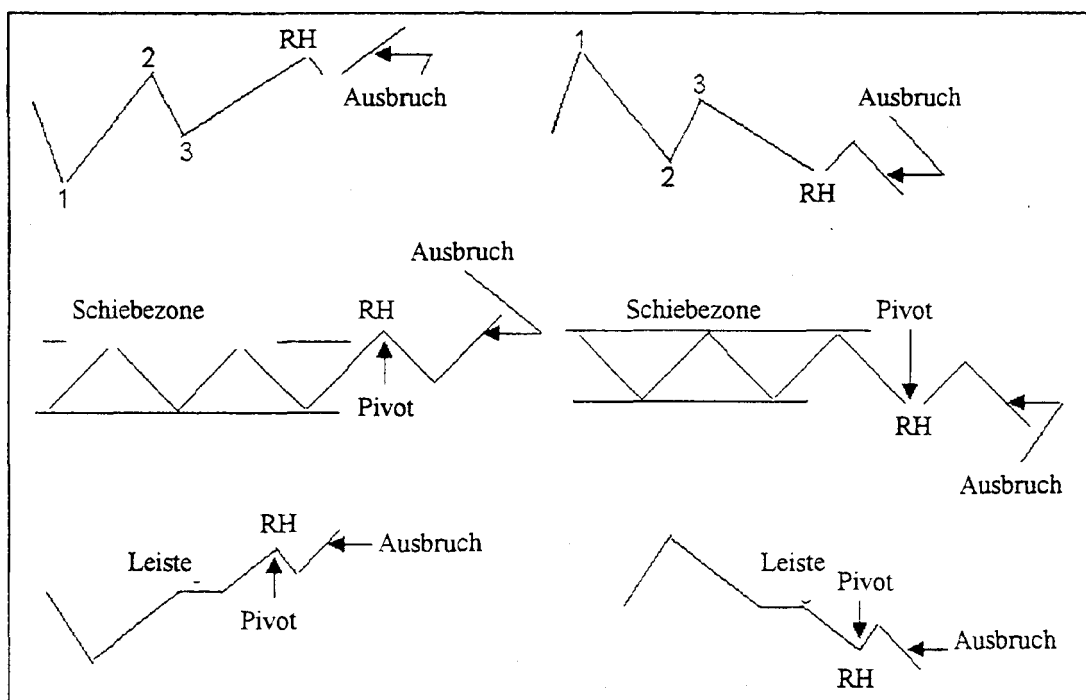 RH
2
Ausbruch
3
1
1
3
Ausbruch
2
RH
Ausbruch
Schiebezone
RH
Pivot
Schiebezone
Pivot
RH
Ausbruch
RH
Leiste
Ausbruch
Pivot
Leiste
Pivot
Ausbruch
RH